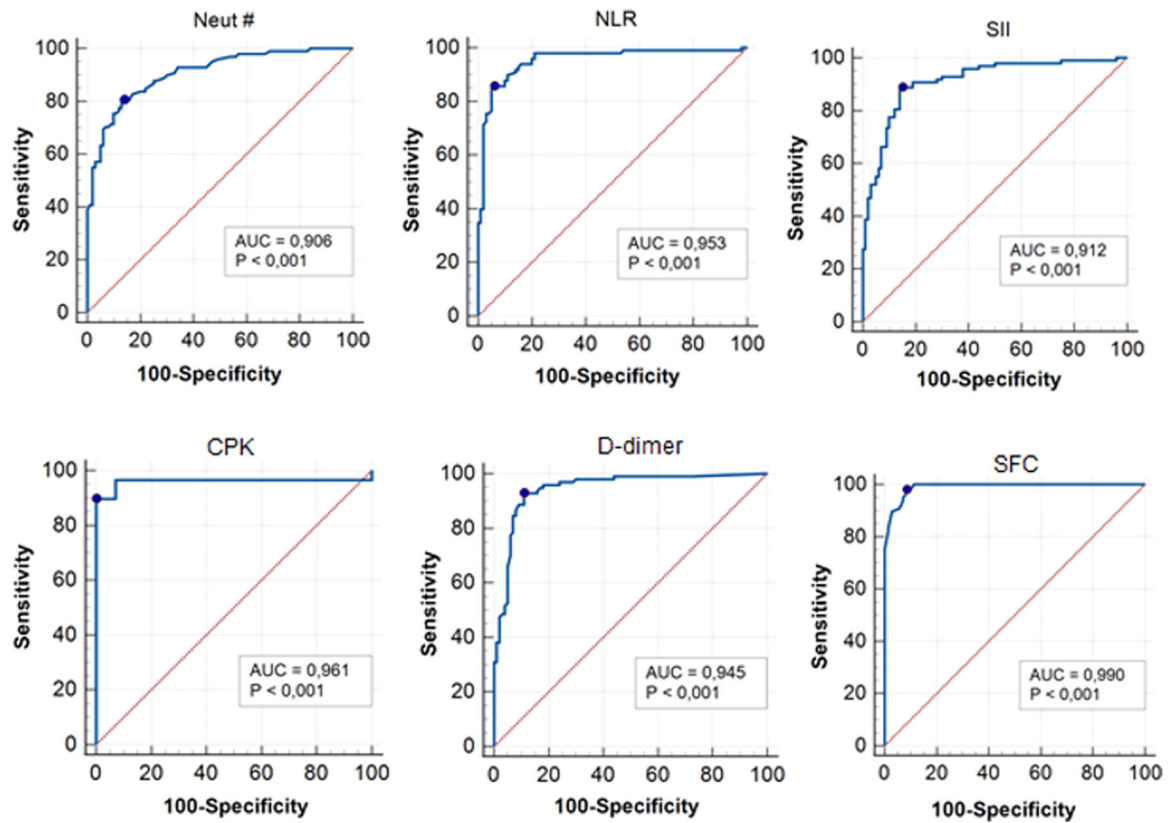 Neut #
100
80
60
40
20
0
Sensitivity
AUC = 0,906
P < 0,001
0 20 40 60 80 100
100-Specificity
NLR
100
80
60
40
20
0
Sensitivity
AUC = 0,953
P < 0,001
0 20 40 60 80 100
100-Specificity
SII
100
80
60
40
20
0
Sensitivity
AUC = 0,912
P < 0,001
0 20 40 60 80 100
100-Specificity
CPK
100
80
60
40
20
0
Sensitivity
AUC = 0,961
P < 0,001
0 20 40 60 80 100
100-Specificity
D-dimer
100
80
60
40
20
0
Sensitivity
AUC = 0,945
P < 0,001
0 20 40 60 80 100
100-Specificity
SFC
100
80
60
40
20
0
Sensitivity
AUC = 0,990
P < 0,001
0 20 40 60 80 100
100-Specificity